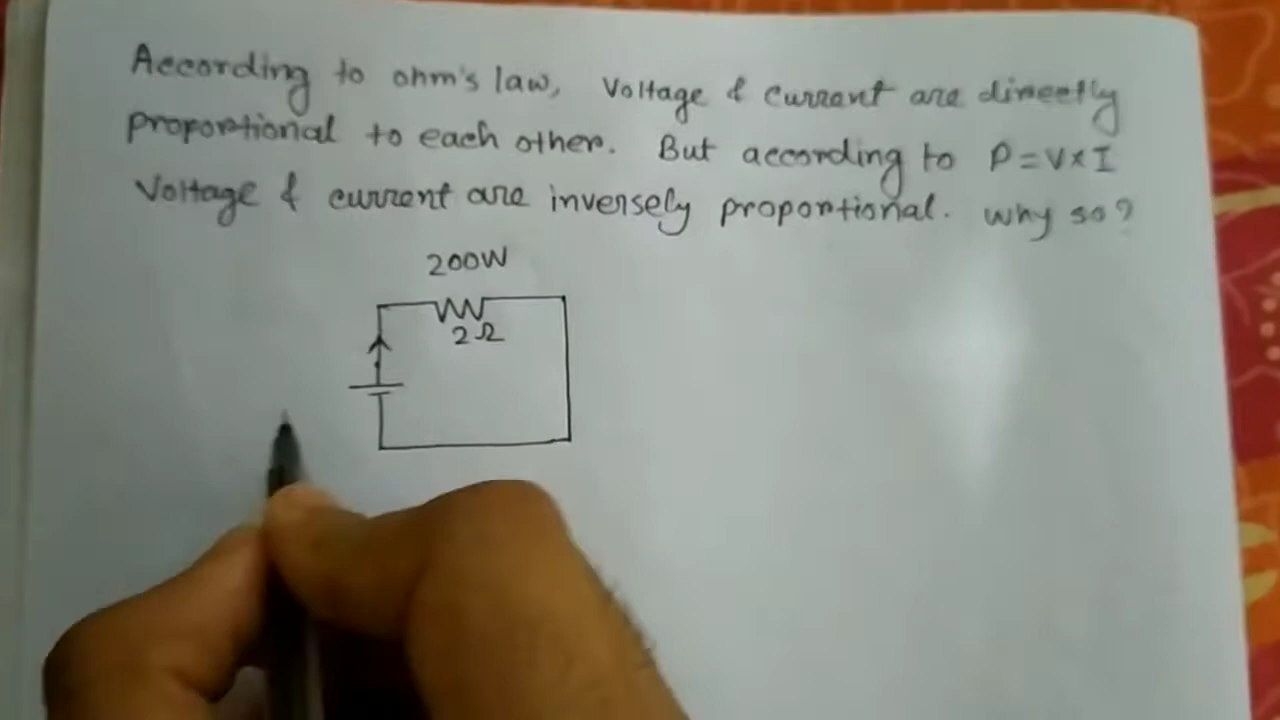 According to ohm's law, Voltage & current are directly
proportional to each other. But according to P=V×I
Voltage & current are inversely proportional. Why so?
200W
2Ω